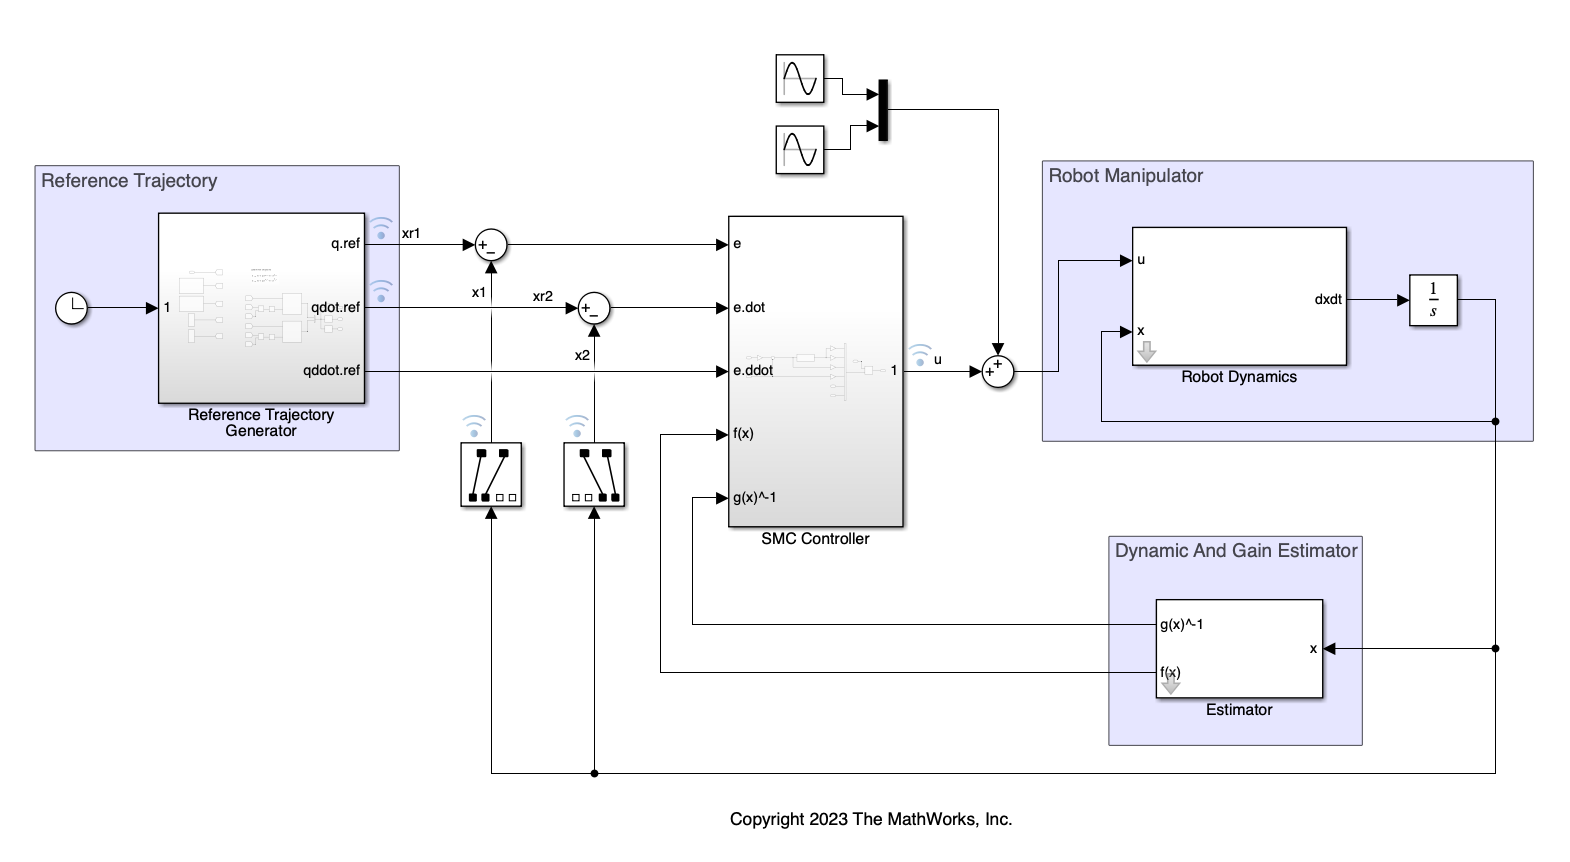 Reference Trajectory
1
q.ref
qdot.ref
qddot.ref
Reference Trajectory
Generator
xr1
+
−
x1
xr2
+
−
x2
e
e.dot
e.ddot
f(x)
g(x)^-1
1
SMC Controller
u
+
+
Robot Manipulator
u
x
dxdt
Robot Dynamics
1
s
Dynamic And Gain Estimator
g(x)^-1
x
f(x)
Estimator
Copyright 2023 The MathWorks, Inc.